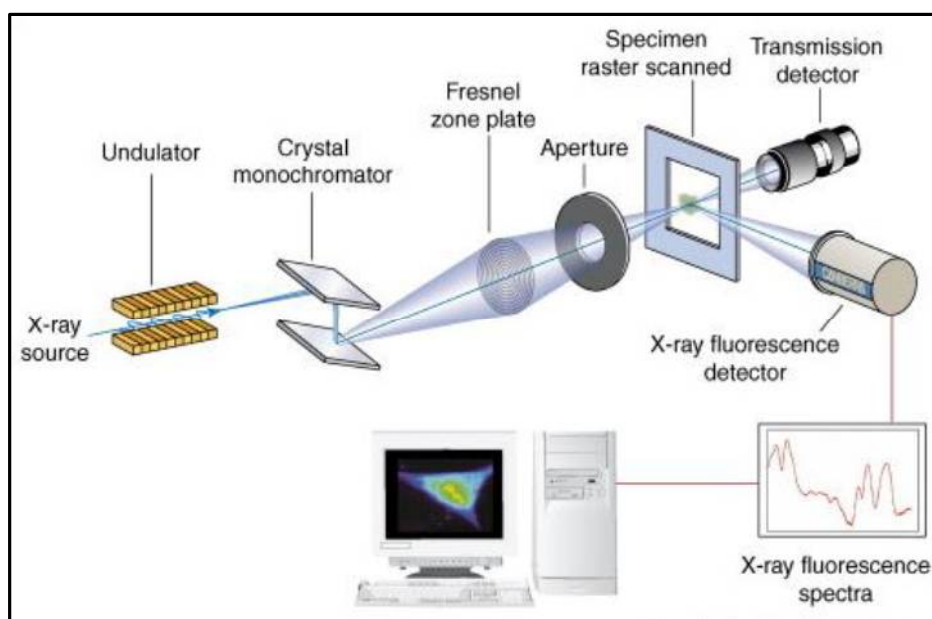 Specimen
raster scanned
Transmission
detector
Fresnel
zone plate
Undulator
Crystal
monochromator
Aperture
X-ray
source
X-ray fluorescence
detector
X-ray fluorescence
spectra